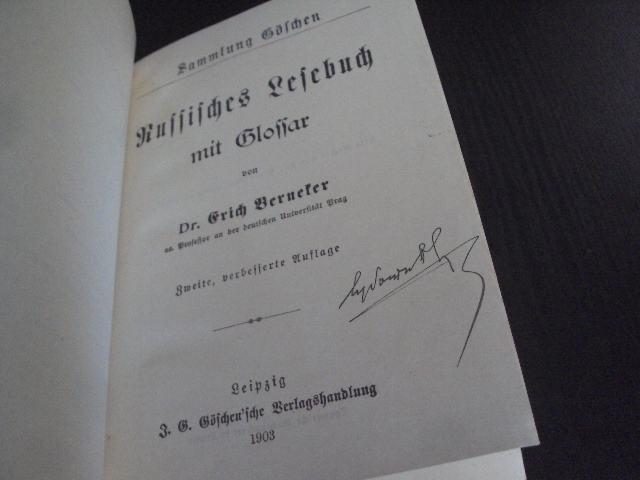 Sammlung Göschen
Russisches Lesebuch
mit Glossar
von
Dr. Erich Berneker
ao. Professor an der deutschen Universität Prag
Zweite, verbesserte Auflage
Leipzig
J. G. Göschen'sche Verlagshandlung
1903